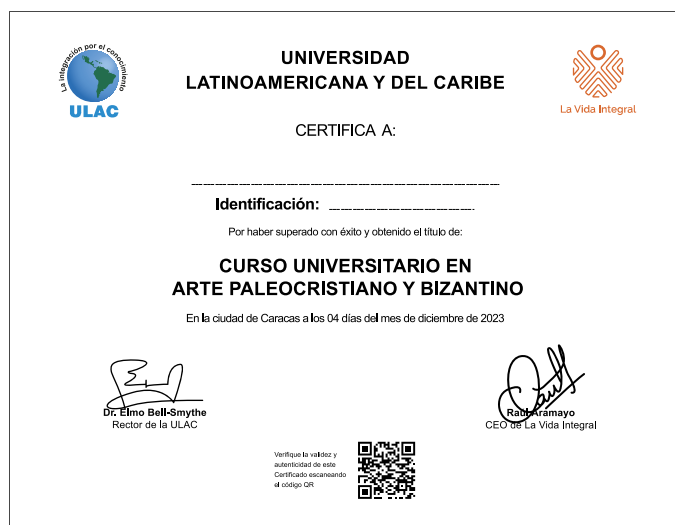 La integración por el conocimiento
ULAC
UNIVERSIDAD
LATINOAMERICANA Y DEL CARIBE
La Vida Integral
CERTIFICA A:
Identificación:
Por haber superado con éxito y obtenido el título de:
CURSO UNIVERSITARIO EN
ARTE PALEOCRISTIANO Y BIZANTINO
En la ciudad de Caracas a los 04 días del mes de diciembre de 2023
Dr. Elmo Bell-Smythe
Rector de la ULAC
Raúl Aramayo
CEO de La Vida Integral
Verifique la validez y
autenticidad de este
Certificado escaneando
el código QR